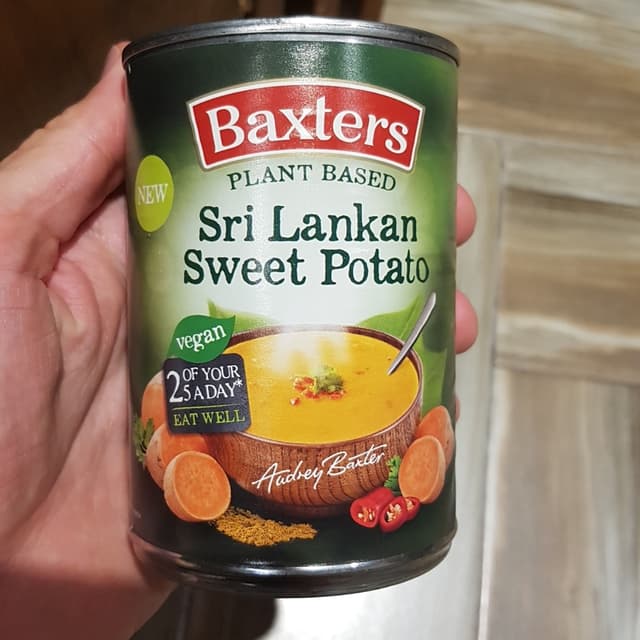 Baxters
PLANT BASED
NEW
Sri Lankan
Sweet Potato
vegan
2 OF YOUR
5 A DAY*
EAT WELL
Audrey Baxter